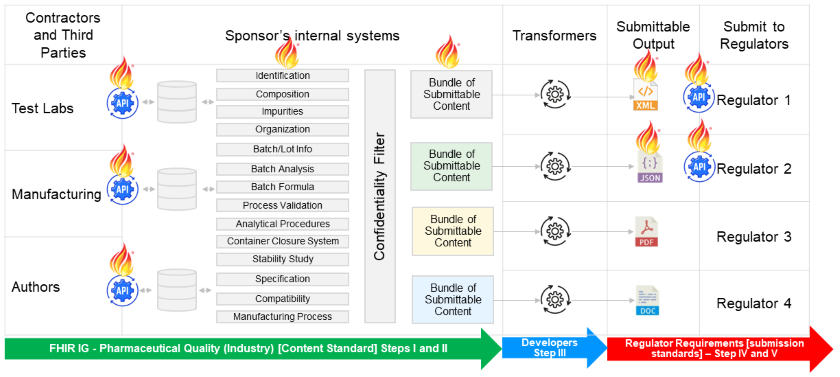 Contractors
and Third
Parties
Sponsor's internal systems
Transformers
Submittable
Output
Submit to
Regulators
Test Labs
Manufacturing
Authors
API
API
API
Identification
Composition
Impurities
Organization
Batch/Lot Info
Batch Analysis
Batch Formula
Process Validation
Analytical Procedures
Container Closure System
Stability Study
Specification
Compatibility
Manufacturing Process
Confidentiality Filter
Bundle of
Submittable
Content
Bundle of
Submittable
Content
Bundle of
Submittable
Content
Bundle of
Submittable
Content
XML
JSON
PDF
DOC
API
API
Regulator 1
Regulator 2
Regulator 3
Regulator 4
FHIR IG - Pharmaceutical Quality (Industry) [Content Standard] Steps I and II
Developers
Step III
Regulator Requirements [submission
standards] – Step IV and V